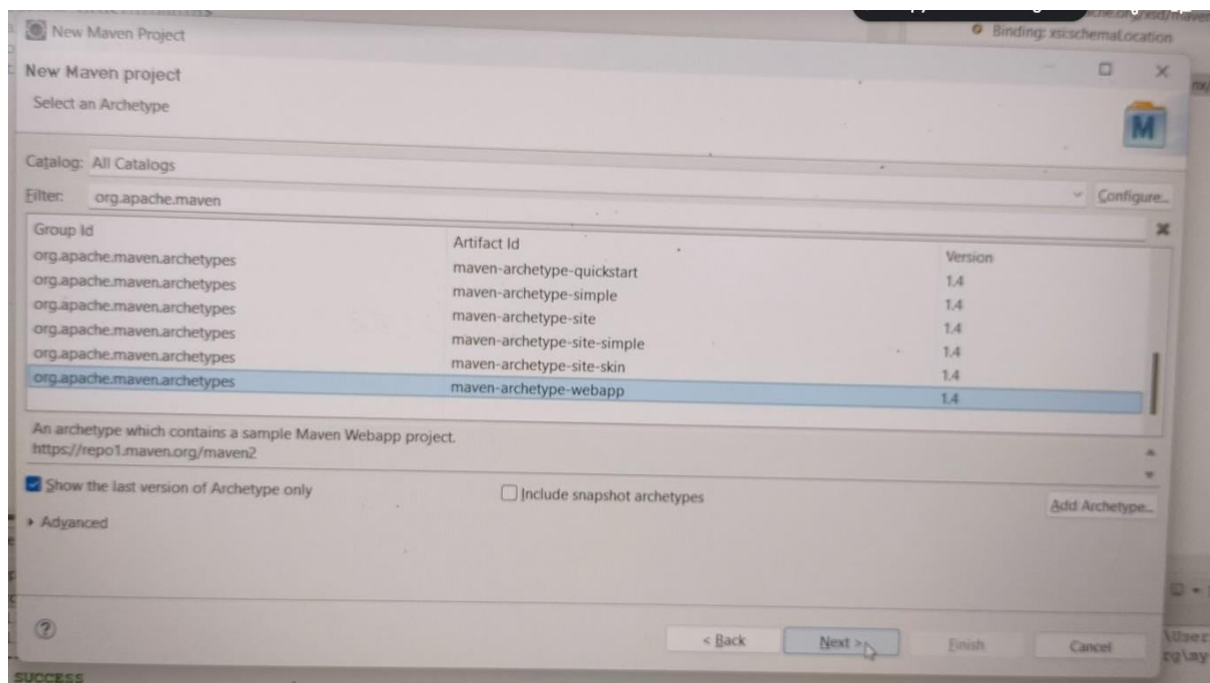 New Maven Project
Binding: xsi:schemaLocation
New Maven project
Select an Archetype
M
Catalog: All Catalogs
Filter: org.apache.maven
Configure...
Group Id Artifact Id Version
org.apache.maven.archetypes maven-archetype-quickstart 1.4
org.apache.maven.archetypes maven-archetype-simple 1.4
org.apache.maven.archetypes maven-archetype-site 1.4
org.apache.maven.archetypes maven-archetype-site-simple 1.4
org.apache.maven.archetypes maven-archetype-site-skin 1.4
org.apache.maven.archetypes maven-archetype-webapp 1.4
An archetype which contains a sample Maven Webapp project.
https://repo1.maven.org/maven2
Show the last version of Archetype only Include snapshot archetypes Add Archetype...
Advanced
< Back Next > Finish Cancel
\User
rg\my
SUCCESS